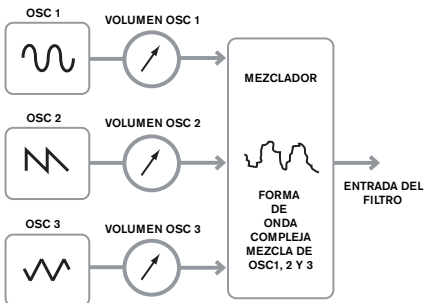 OSC 1
VOLUMEN OSC 1
OSC 2
VOLUMEN OSC 2
OSC 3
VOLUMEN OSC 3
MEZCLADOR
FORMA
DE
ONDA
COMPLEJA
MEZCLA DE
OSC1, 2 Y 3
ENTRADA DEL
FILTRO